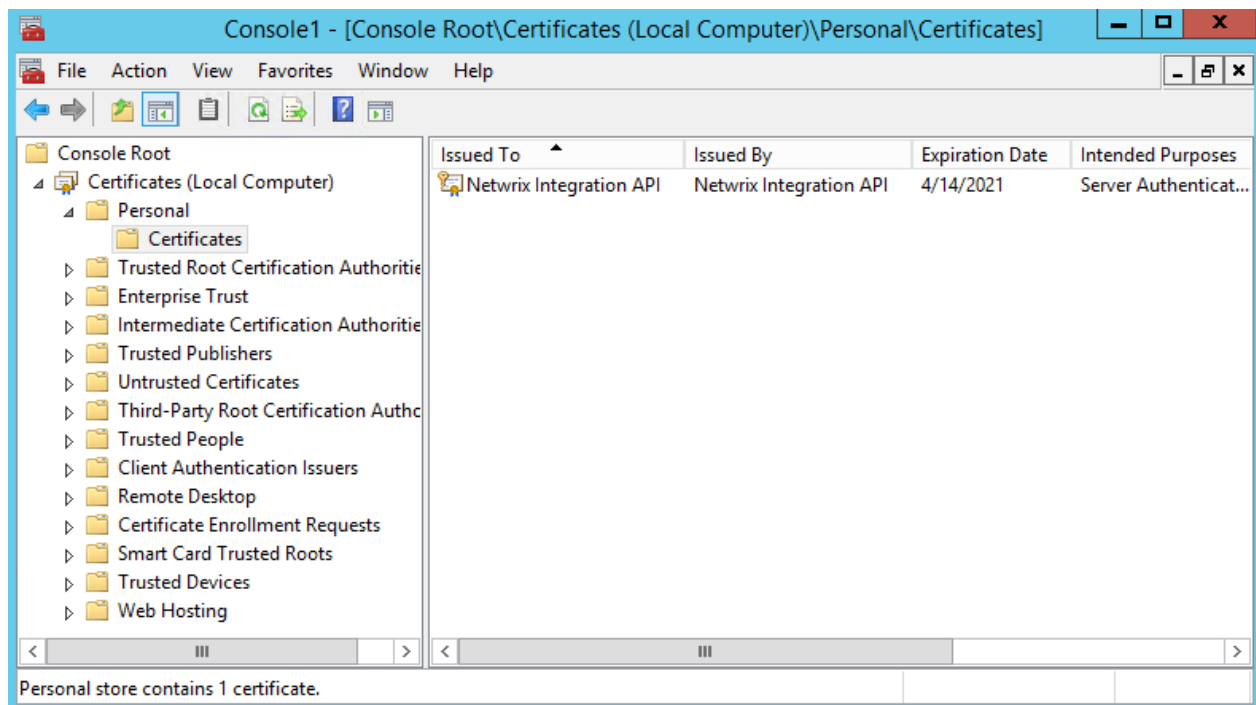 Console1 - [Console Root\Certificates (Local Computer)\Personal\Certificates]
File Action View Favorites Window Help
Console Root
Certificates (Local Computer)
Personal
Certificates
Trusted Root Certification Authoritie
Enterprise Trust
Intermediate Certification Authoritie
Trusted Publishers
Untrusted Certificates
Third-Party Root Certification Autho
Trusted People
Client Authentication Issuers
Remote Desktop
Certificate Enrollment Requests
Smart Card Trusted Roots
Trusted Devices
Web Hosting
Issued To Issued By Expiration Date Intended Purposes
Netwrix Integration API Netwrix Integration API 4/14/2021 Server Authenticat...
Personal store contains 1 certificate.